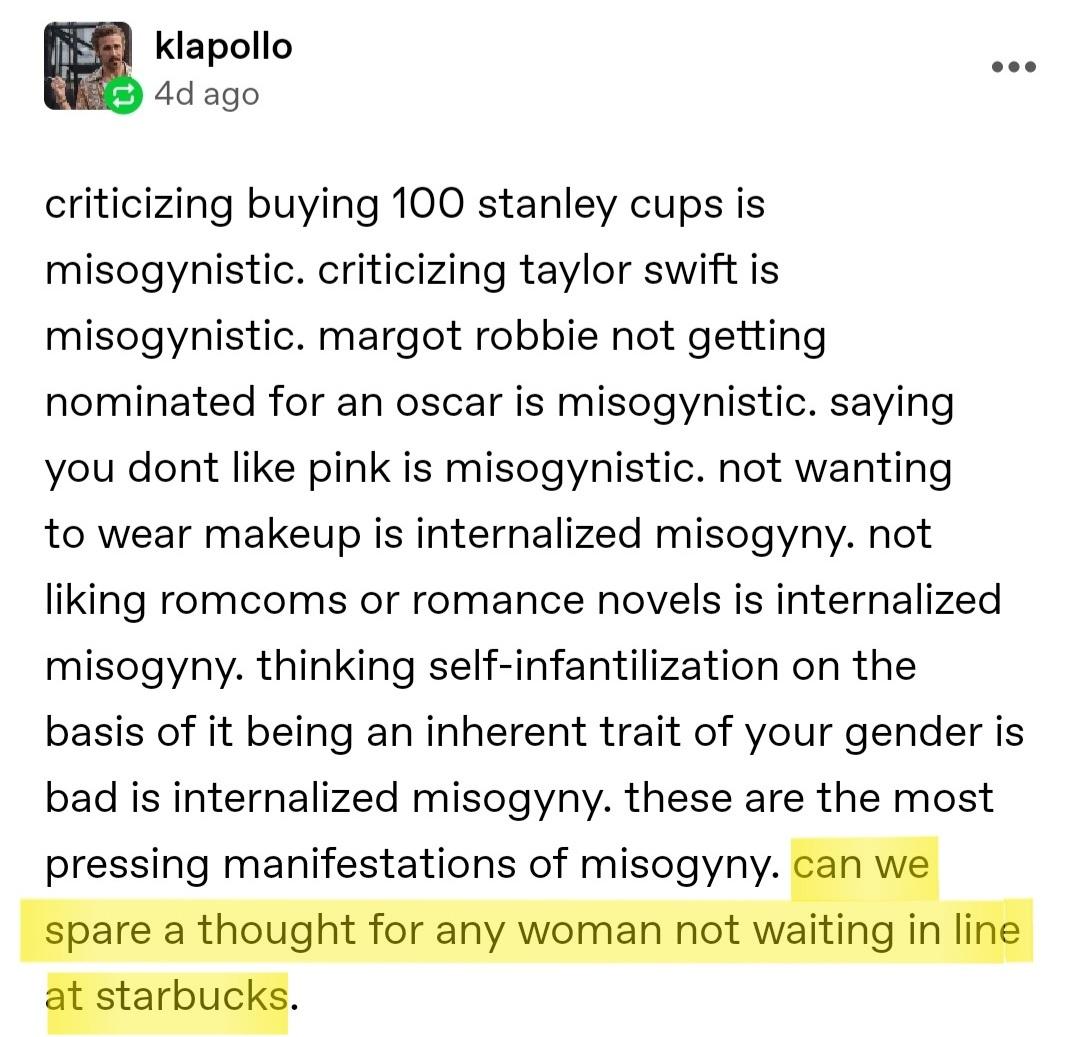 klapollo
4d ago
criticizing buying 100 stanley cups is
misogynistic. criticizing taylor swift is
misogynistic. margot robbie not getting
nominated for an oscar is misogynistic. saying
you dont like pink is misogynistic. not wanting
to wear makeup is internalized misogyny. not
liking romcoms or romance novels is internalized
misogyny. thinking self-infantilization on the
basis of it being an inherent trait of your gender is
bad is internalized misogyny. these are the most
pressing manifestations of misogyny. can we
spare a thought for any woman not waiting in line
at starbucks.